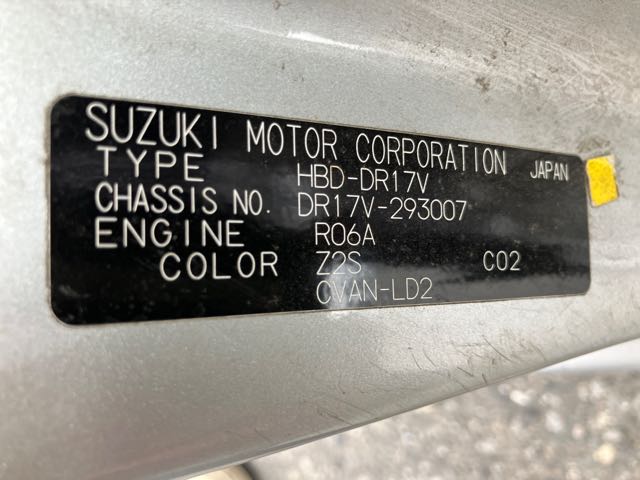 SUZUKI MOTOR CORPORATION JAPAN
TYPE HBD-DR17V
CHASSIS NO. DR17V-293007
ENGINE R06A
COLOR Z2S C02
CVAN-LD2